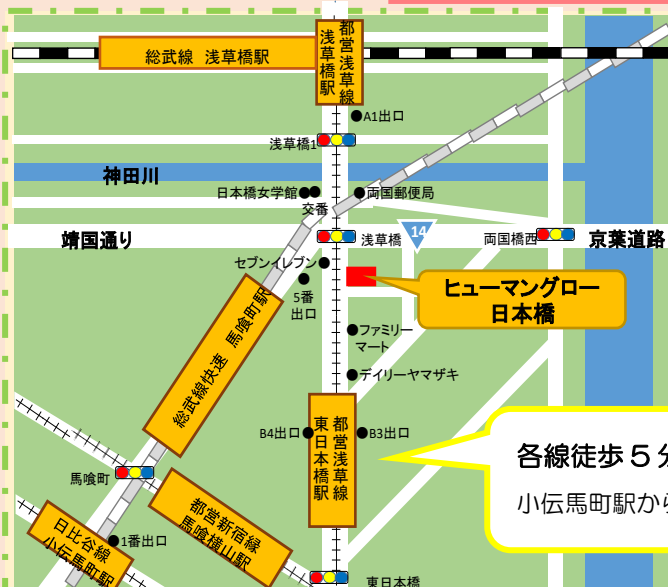 総武線 浅草橋駅
都営浅草線
浅草橋駅
A1出口
浅草橋1
神田川
日本橋女学館
交番
両国郵便局
靖国通り
浅草橋
14
両国橋西
京葉道路
セブンイレブン
5番
出口
ヒューマングロー
日本橋
総武線快速 馬喰町駅
ファミリー
マート
デイリーヤマザキ
都営浅草線
東日本橋駅
B4出口
B3出口
各線徒歩5分
小伝馬町駅から
馬喰町
都営新宿縁
馬喰横山駅
日比谷線
小伝馬町駅
1番出口
東日本橋